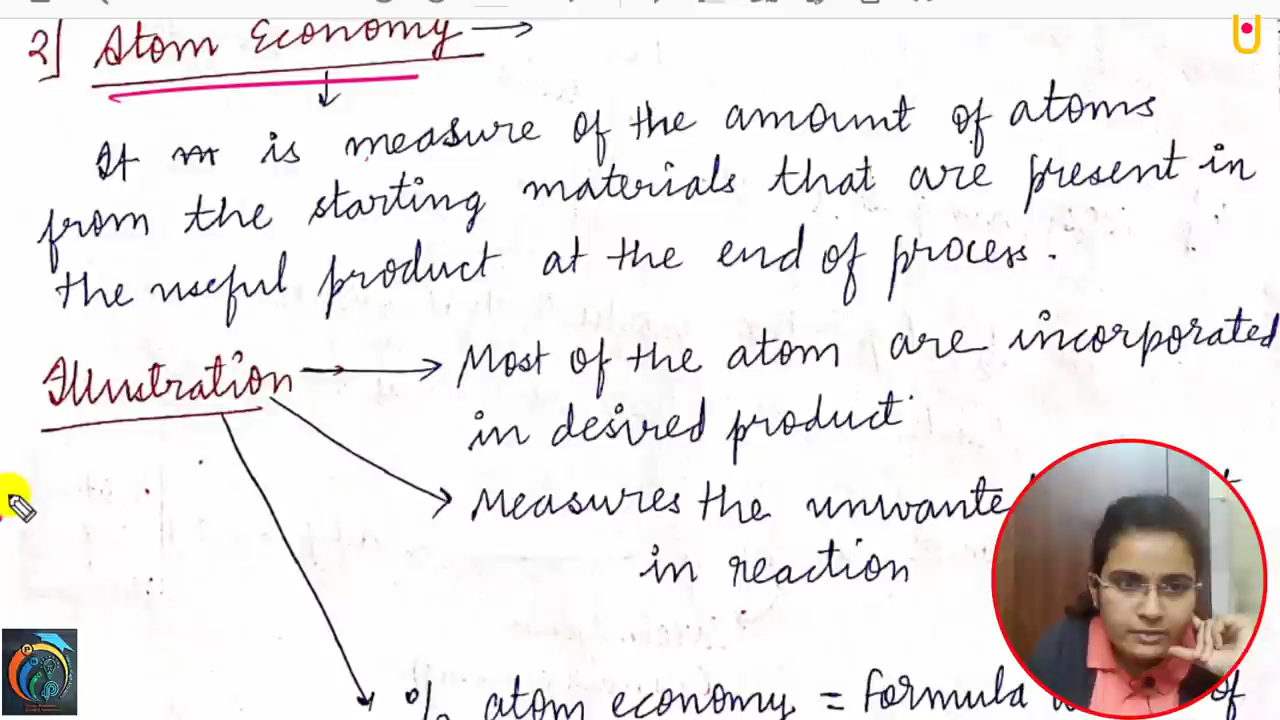 2] Atom Economy →
It is measure of the amount of atoms
from the starting materials that are present in
the useful product at the end of process.
Illustration → Most of the atom are incorporated
in desired product
→ Measures the
in reaction
% atom economy = Formula of